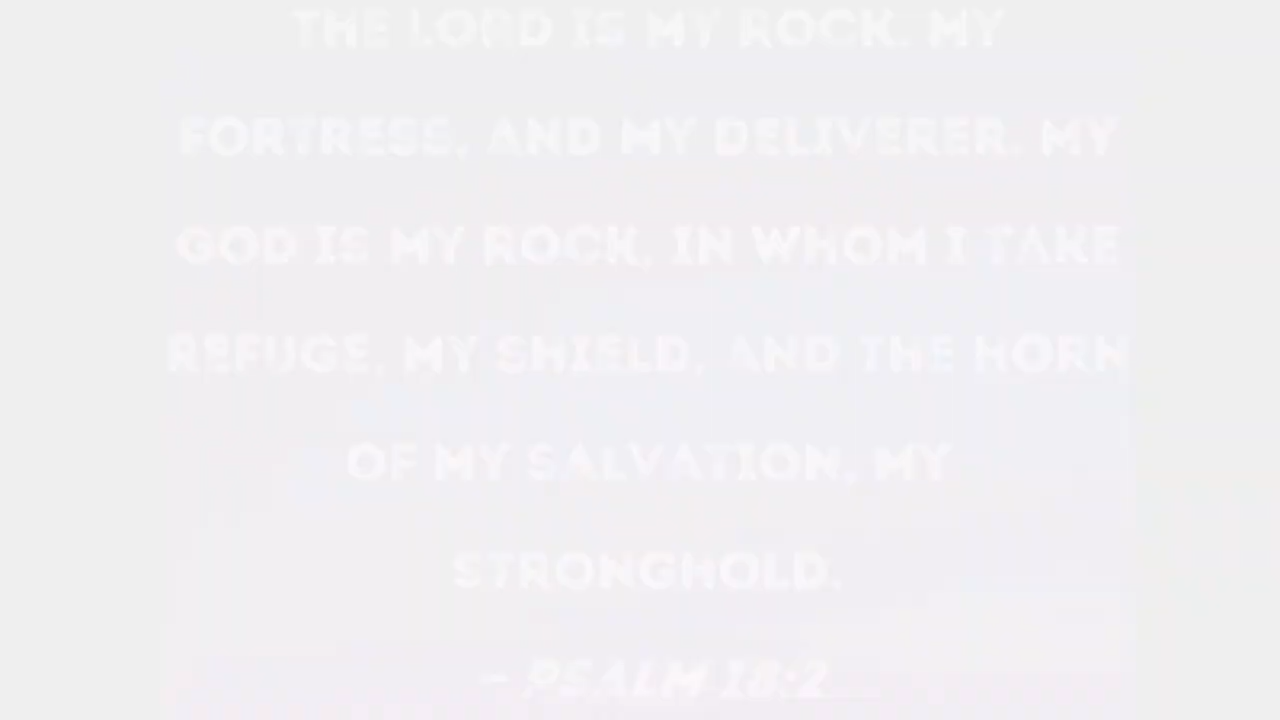 THE LORD IS MY ROCK, MY
FORTRESS, AND MY DELIVERER, MY
GOD IS MY ROCK, IN WHOM I TAKE
REFUGE, MY SHIELD, AND THE HORN
OF MY SALVATION, MY
STRONGHOLD.
- PSALM 18:2